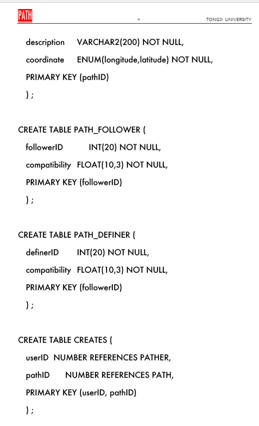 PATH
TONGJI UNIVERSITY
description VARCHAR2(200) NOT NULL,
coordinate ENUM(longitude,latitude) NOT NULL,
PRIMARY KEY (pathID)
} ;
CREATE TABLE PATH_FOLLOWER {
followerID INT(20) NOT NULL,
compatibility FLOAT(10,3) NOT NULL,
PRIMARY KEY (followerID)
} ;
CREATE TABLE PATH_DEFINER {
definerID INT(20) NOT NULL,
compatibility FLOAT(10,3) NOT NULL,
PRIMARY KEY (followerID)
} ;
CREATE TABLE CREATES {
userID NUMBER REFERENCES PATHER,
pathID NUMBER REFERENCES PATH,
PRIMARY KEY (userID, pathID)
} ;